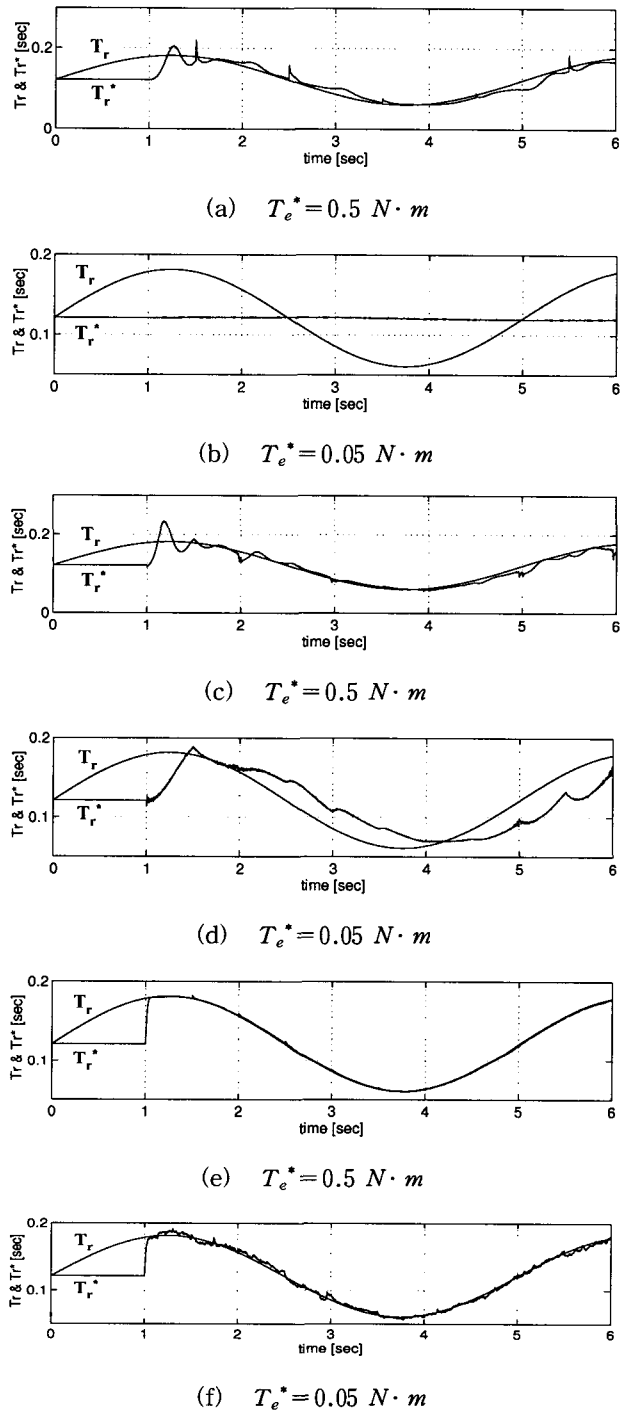 Tr & Tr* [sec]
0.2
0
T_r
T_r^*
0 1 2 3 4 5 6
time [sec]
(a) T_e^* = 0.5 N · m
Tr & Tr* [sec]
0.2
0.1
T_r
T_r^*
0 1 2 3 4 5 6
time [sec]
(b) T_e^* = 0.05 N · m
Tr & Tr* [sec]
0.2
0
T_r
T_r^*
0 1 2 3 4 5 6
time [sec]
(c) T_e^* = 0.5 N · m
Tr & Tr* [sec]
0.2
0.1
T_r
T_r^*
0 1 2 3 4 5 6
time [sec]
(d) T_e^* = 0.05 N · m
Tr & Tr* [sec]
0.2
0.1
T_r
T_r^*
0 1 2 3 4 5 6
time [sec]
(e) T_e^* = 0.5 N · m
Tr & Tr* [sec]
0.2
0.1
T_r
T_r^*
0 1 2 3 4 5 6
time [sec]
(f) T_e^* = 0.05 N · m